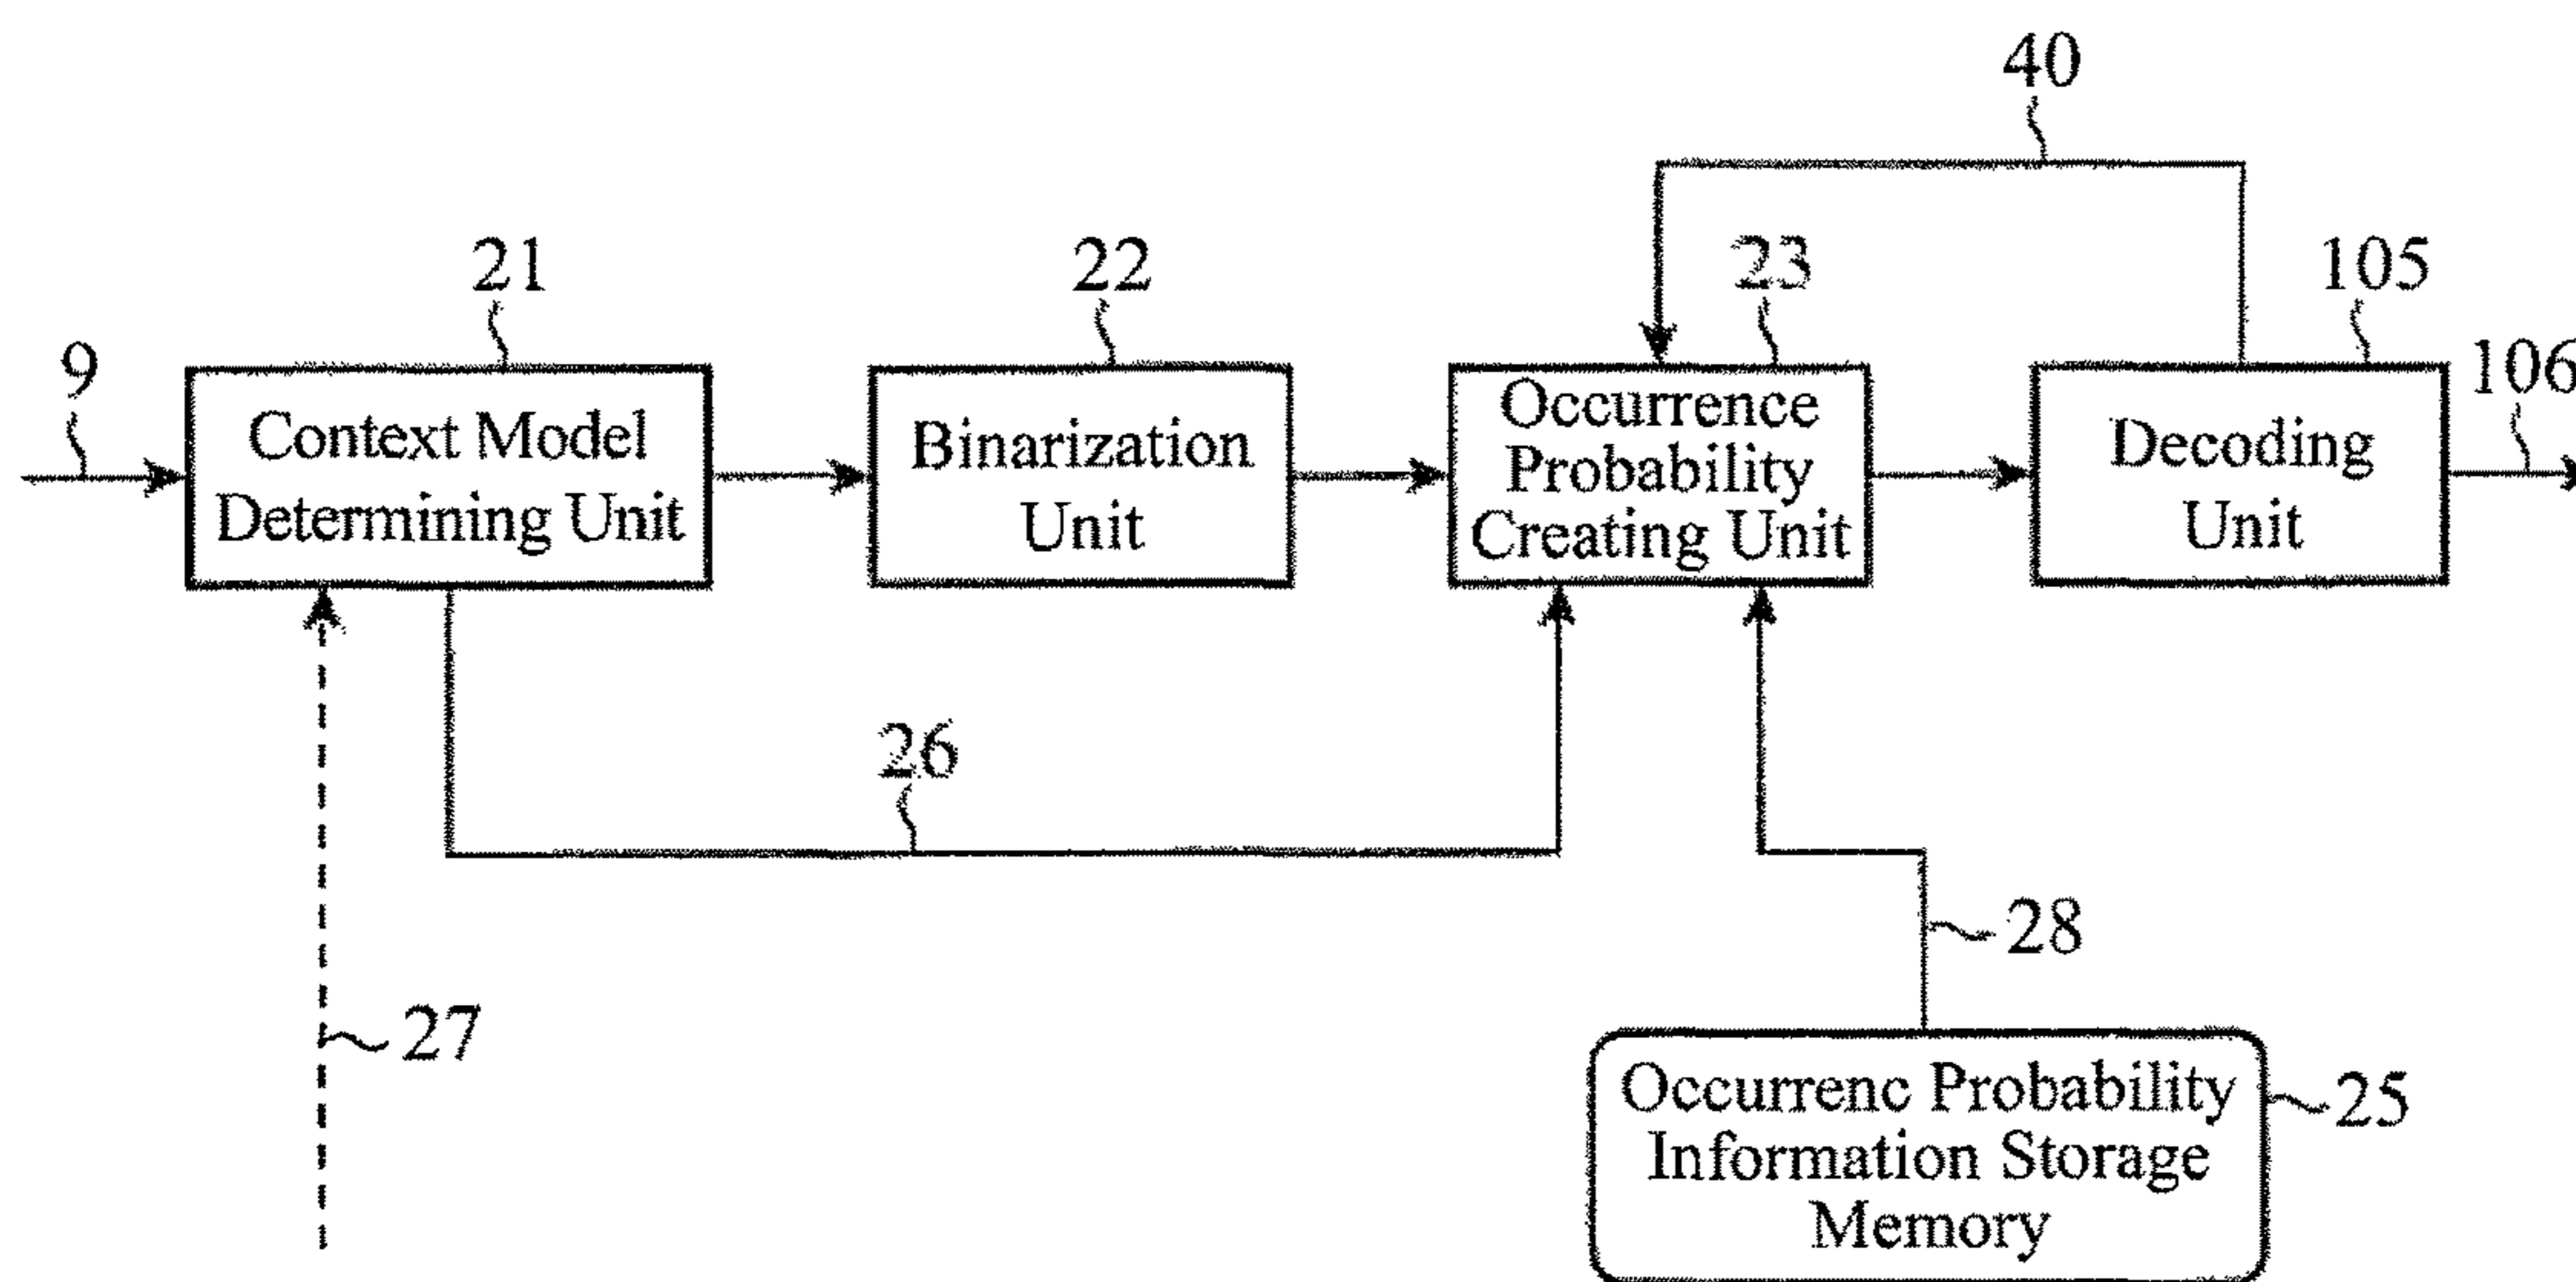 40
21
22
23
105
9
106
Context Model
Determining Unit
Binarization
Unit
Occurrence
Probability
Creating Unit
Decoding
Unit
26
28
27
Occurrenc Probability
Information Storage
Memory
25